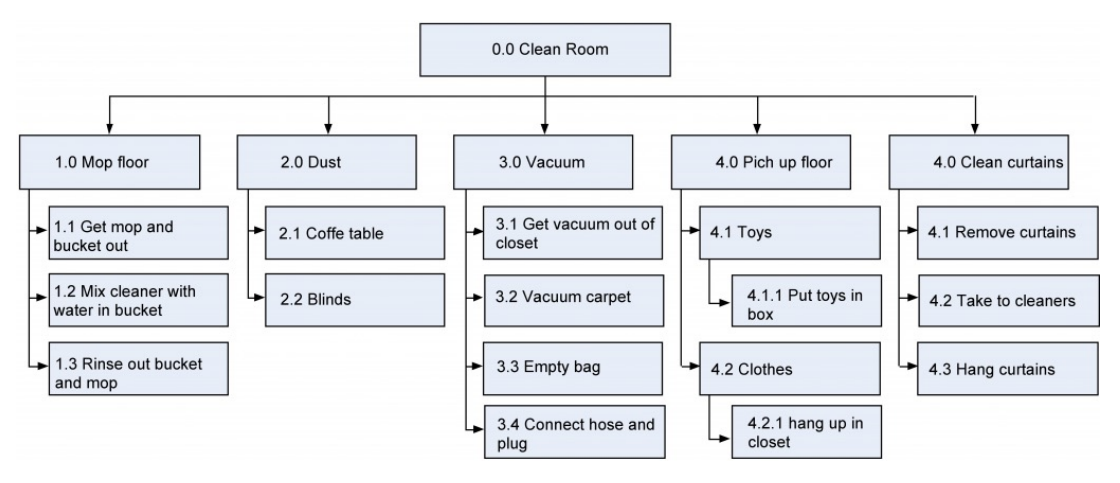 0.0 Clean Room
1.0 Mop floor
1.1 Get mop and
bucket out
1.2 Mix cleaner with
water in bucket
1.3 Rinse out bucket
and mop
2.0 Dust
2.1 Coffe table
2.2 Blinds
3.0 Vacuum
3.1 Get vacuum out of
closet
3.2 Vacuum carpet
3.3 Empty bag
3.4 Connect hose and
plug
4.0 Pich up floor
4.1 Toys
4.1.1 Put toys in
box
4.2 Clothes
4.2.1 hang up in
closet
4.0 Clean curtains
4.1 Remove curtains
4.2 Take to cleaners
4.3 Hang curtains